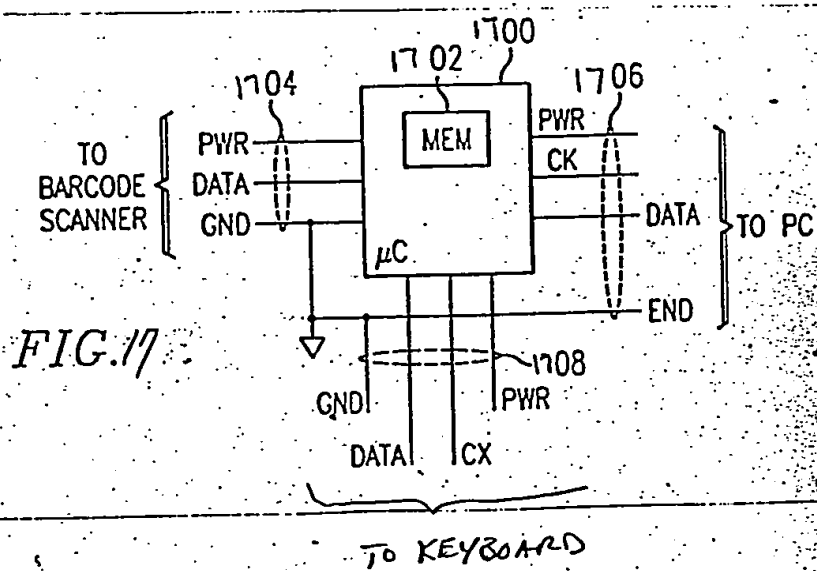 1700
1702
1704
1706
PWR
MEM
CK
TO
BARCODE
SCANNER
PWR
DATA
GND
DATA
TO PC
µC
END
FIG.17
1708
GND
PWR
DATA
CX
TO KEYBOARD